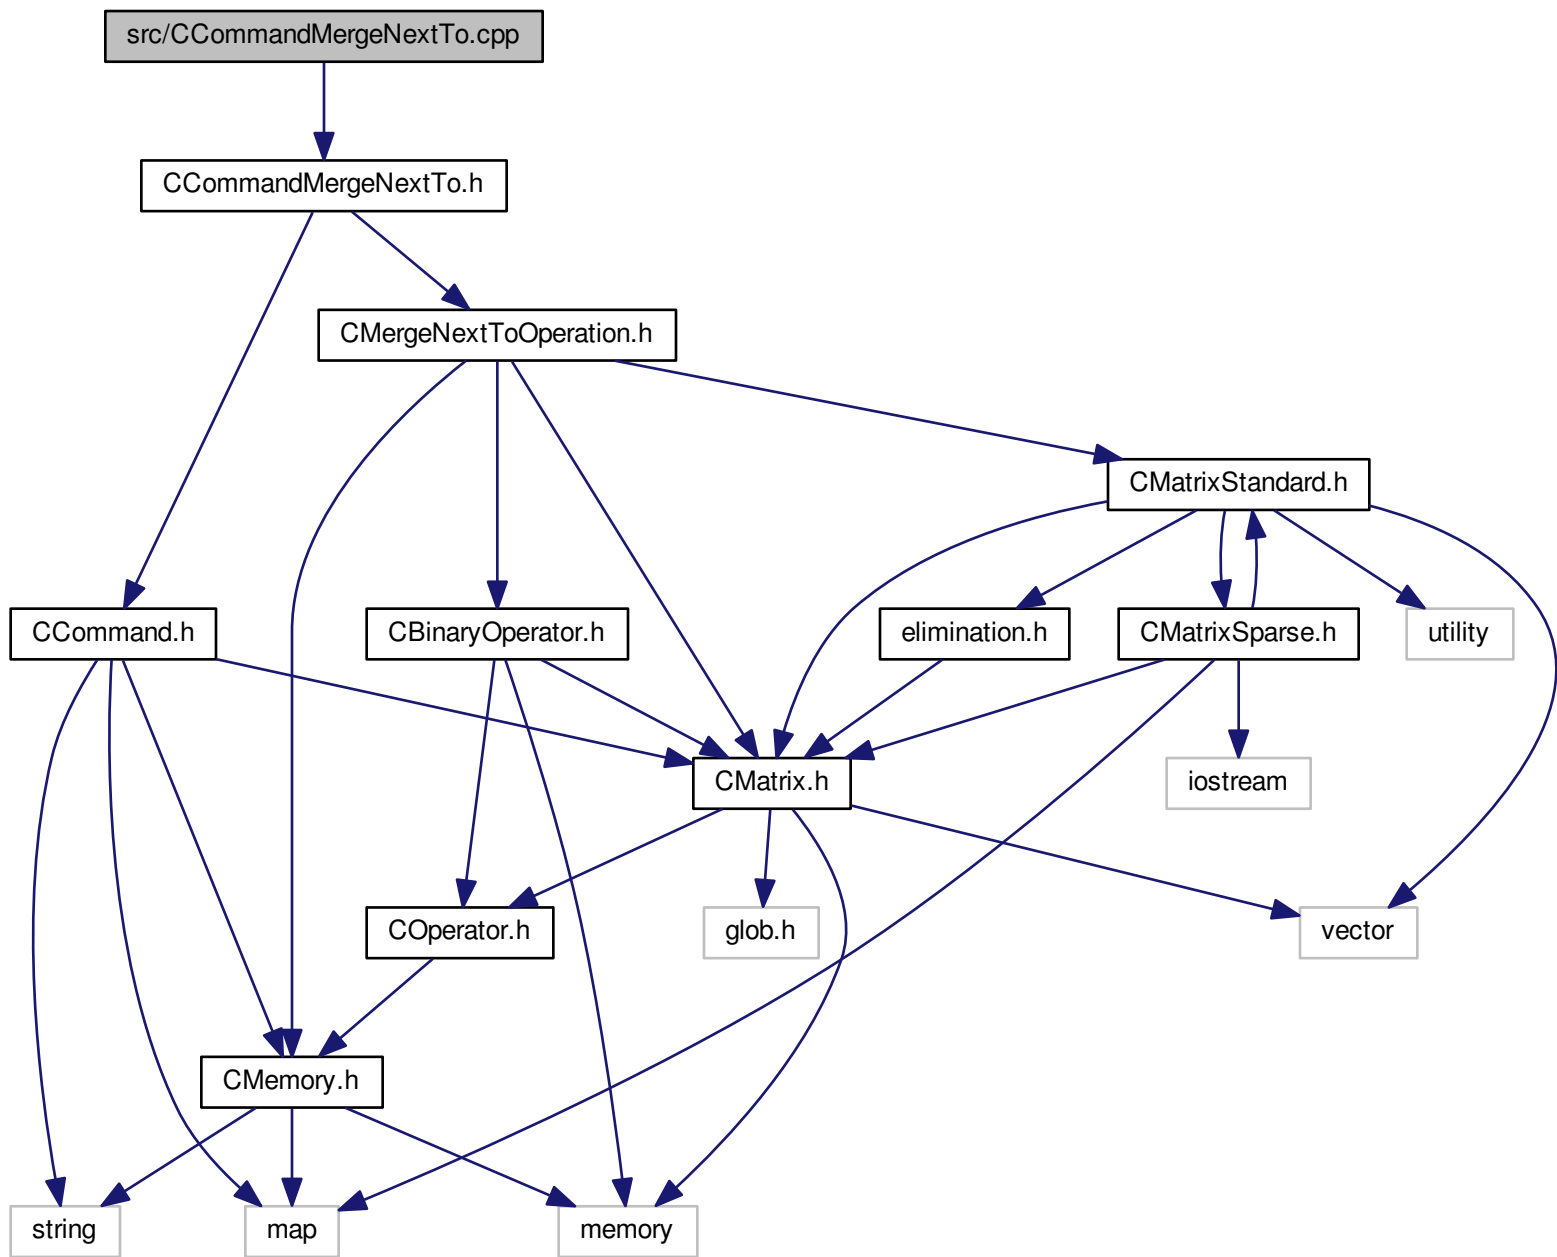 src/CCommandMergeNextTo.cpp
CCommandMergeNextTo.h
CMergeNextToOperation.h
CMatrixStandard.h
CCommand.h
CBinaryOperator.h
elimination.h
CMatrixSparse.h
utility
CMatrix.h
iostream
COperator.h
glob.h
vector
CMemory.h
string
map
memory